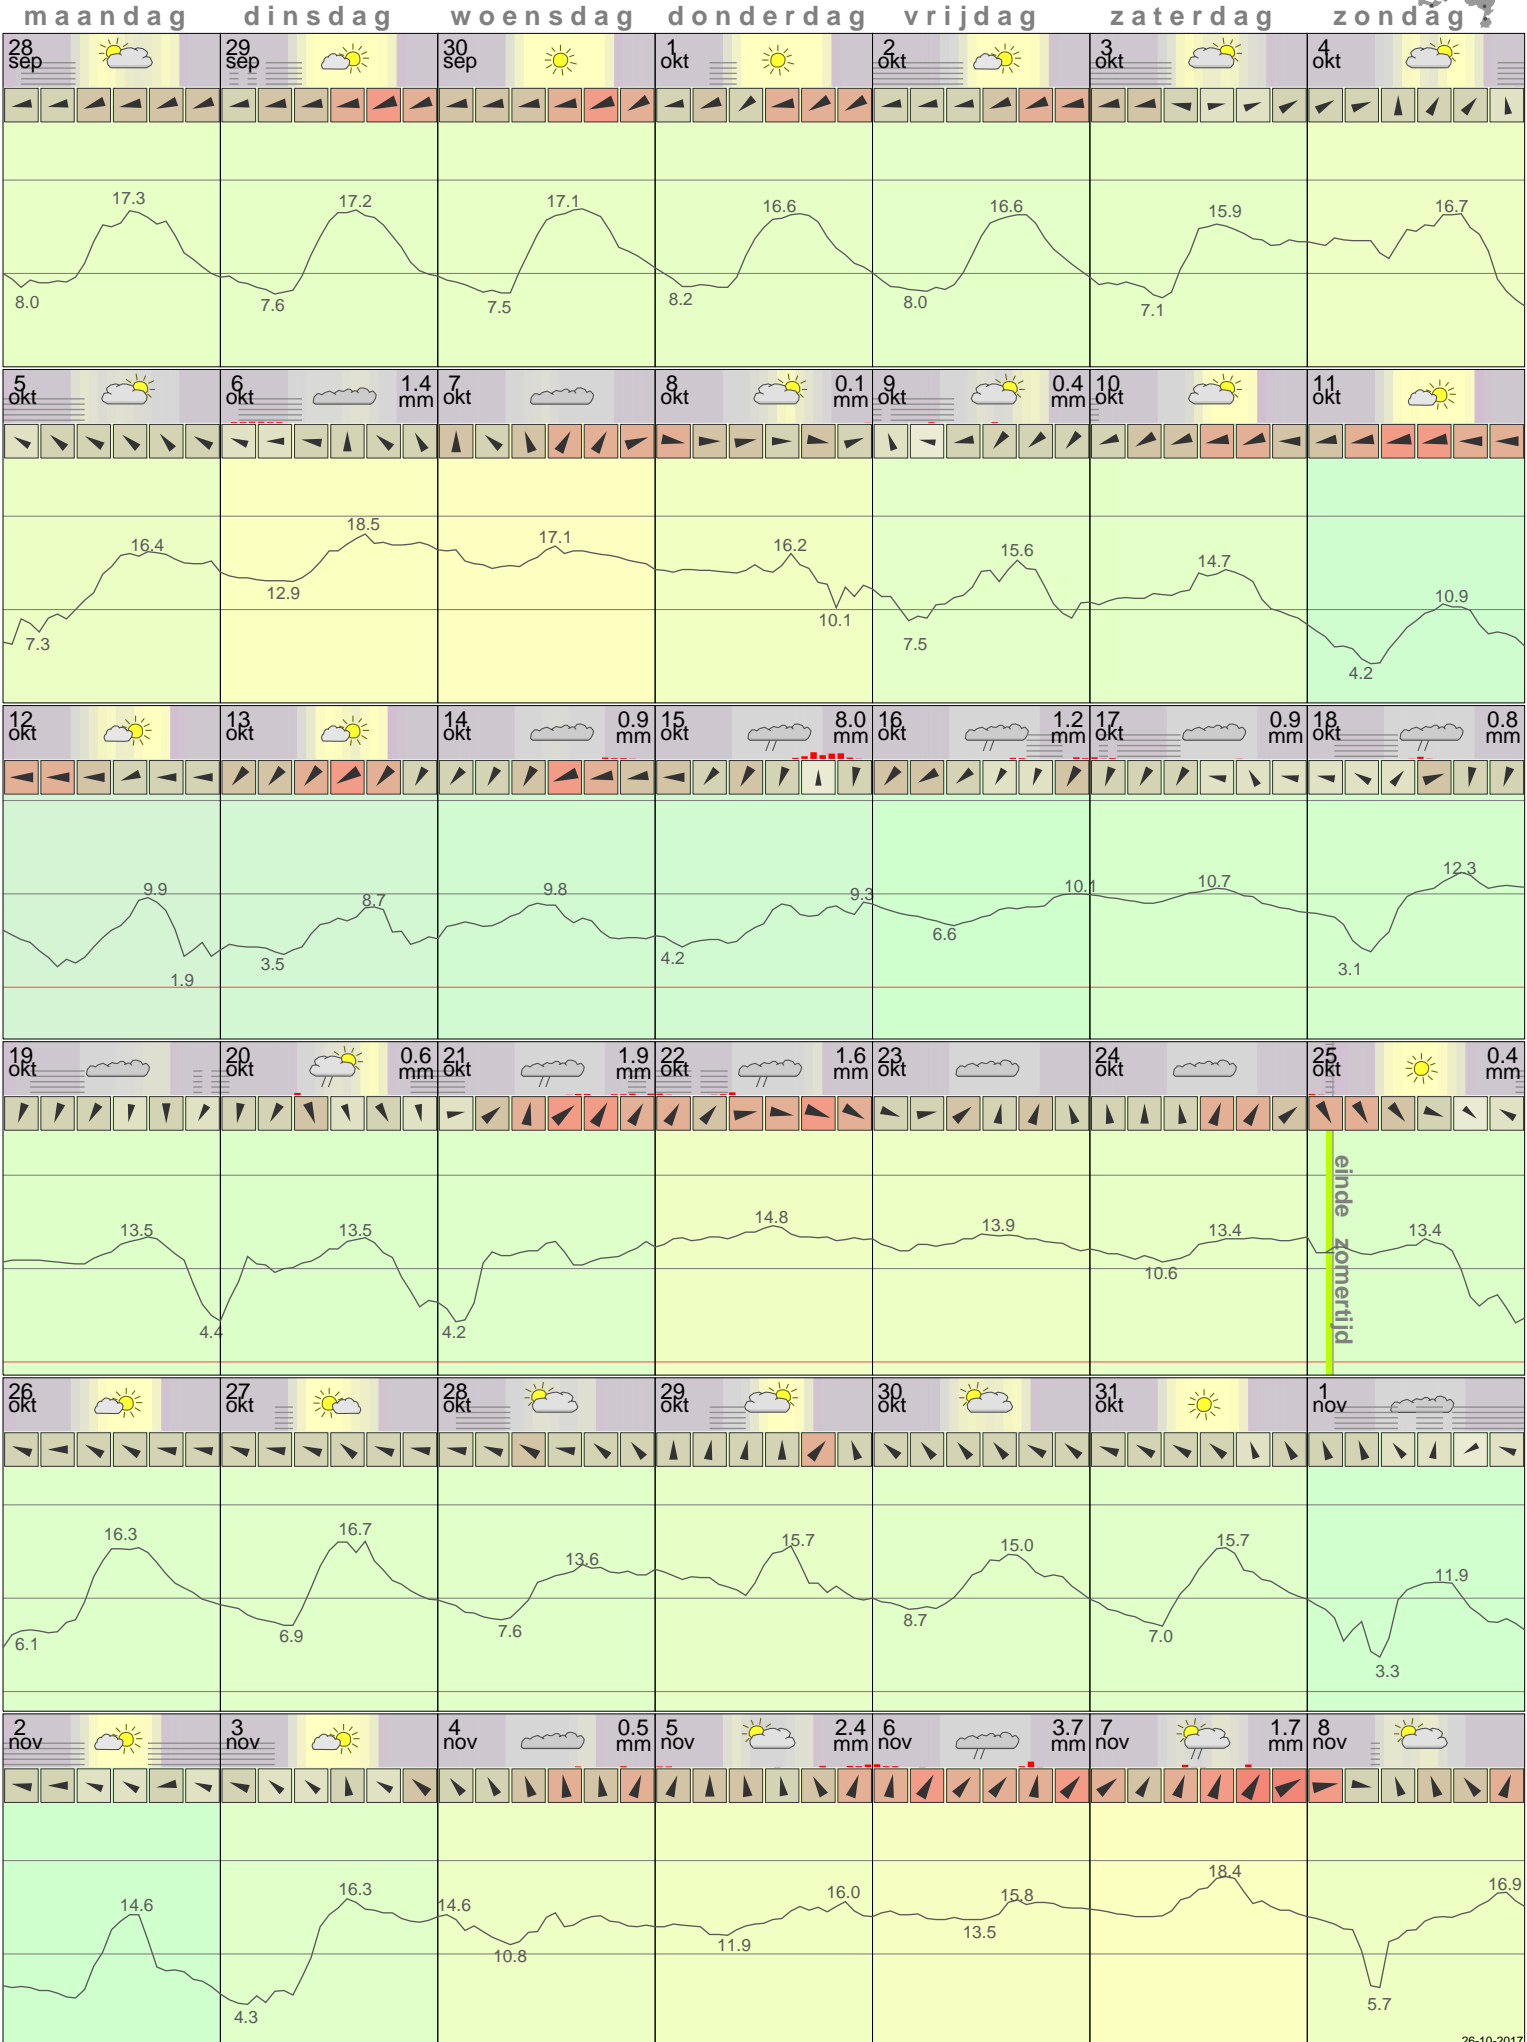 maandag dinsdag woensdag donderdag vrijdag zaterdag zondag
28 29 30 1 2 3 4
sep sep sep okt okt okt okt
17.3 17.2 17.1 16.6 16.6 15.9 16.7
8.0 7.6 7.5 8.2 8.0 7.1
5 6 1.4 7 8 0.1 9 0.4 10 11
okt okt mm okt okt mm okt mm okt okt
16.4 18.5 17.1 16.2 15.6 14.7 10.9
7.3 12.9 10.1 7.5 4.2
12 13 14 0.9 15 8.0 16 1.2 17 0.9 18 0.8
okt okt okt mm okt mm okt mm okt mm okt mm
9.9 8.7 9.8 9.3 10.1 10.7 12.3
1.9 3.5 4.2 6.6 3.1
19 20 0.6 21 1.9 22 1.6 23 24 25 0.4
okt okt mm okt mm okt mm okt okt okt mm
einde zomertijd
13.5 13.5 14.8 13.9 13.4 13.4
4.4 4.2 10.6
26 27 28 29 30 31 1
okt okt okt okt okt okt nov
16.3 16.7 13.6 15.7 15.0 15.7 11.9
6.1 6.9 7.6 8.7 7.0 3.3
2 3 4 0.5 5 2.4 6 3.7 7 1.7 8
nov nov nov mm nov mm nov mm nov mm nov
14.6 16.3 14.6 16.0 15.8 18.4 16.9
4.3 10.8 11.9 13.5 5.7
26-10-2017